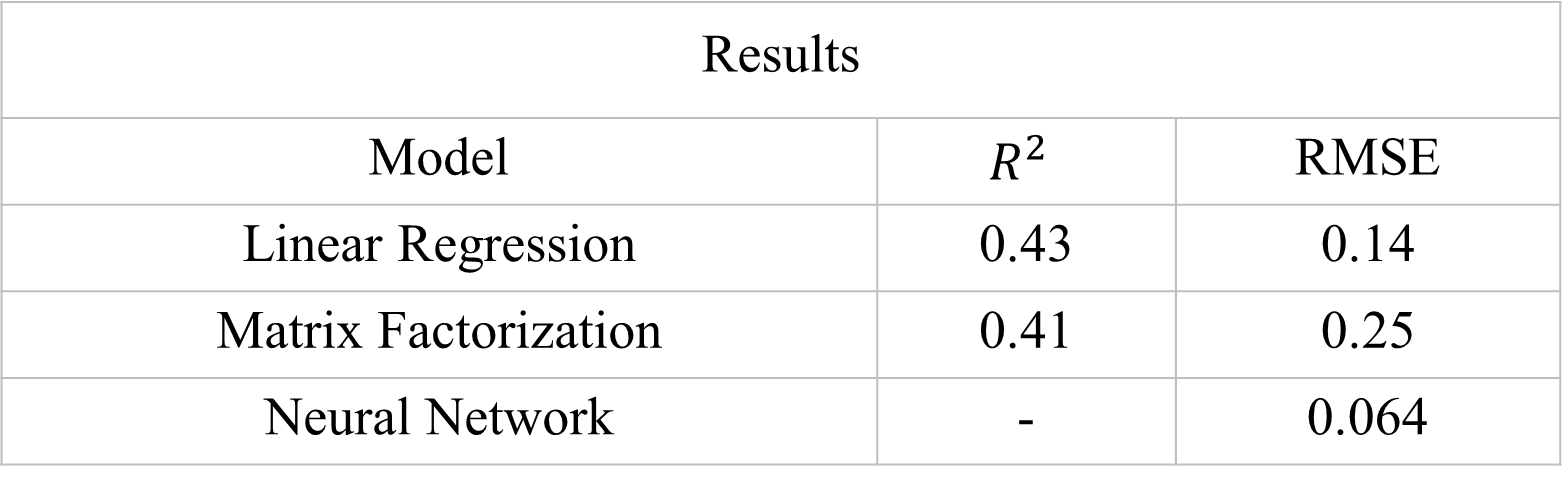 Results
Model R² RMSE
Linear Regression 0.43 0.14
Matrix Factorization 0.41 0.25
Neural Network - 0.064